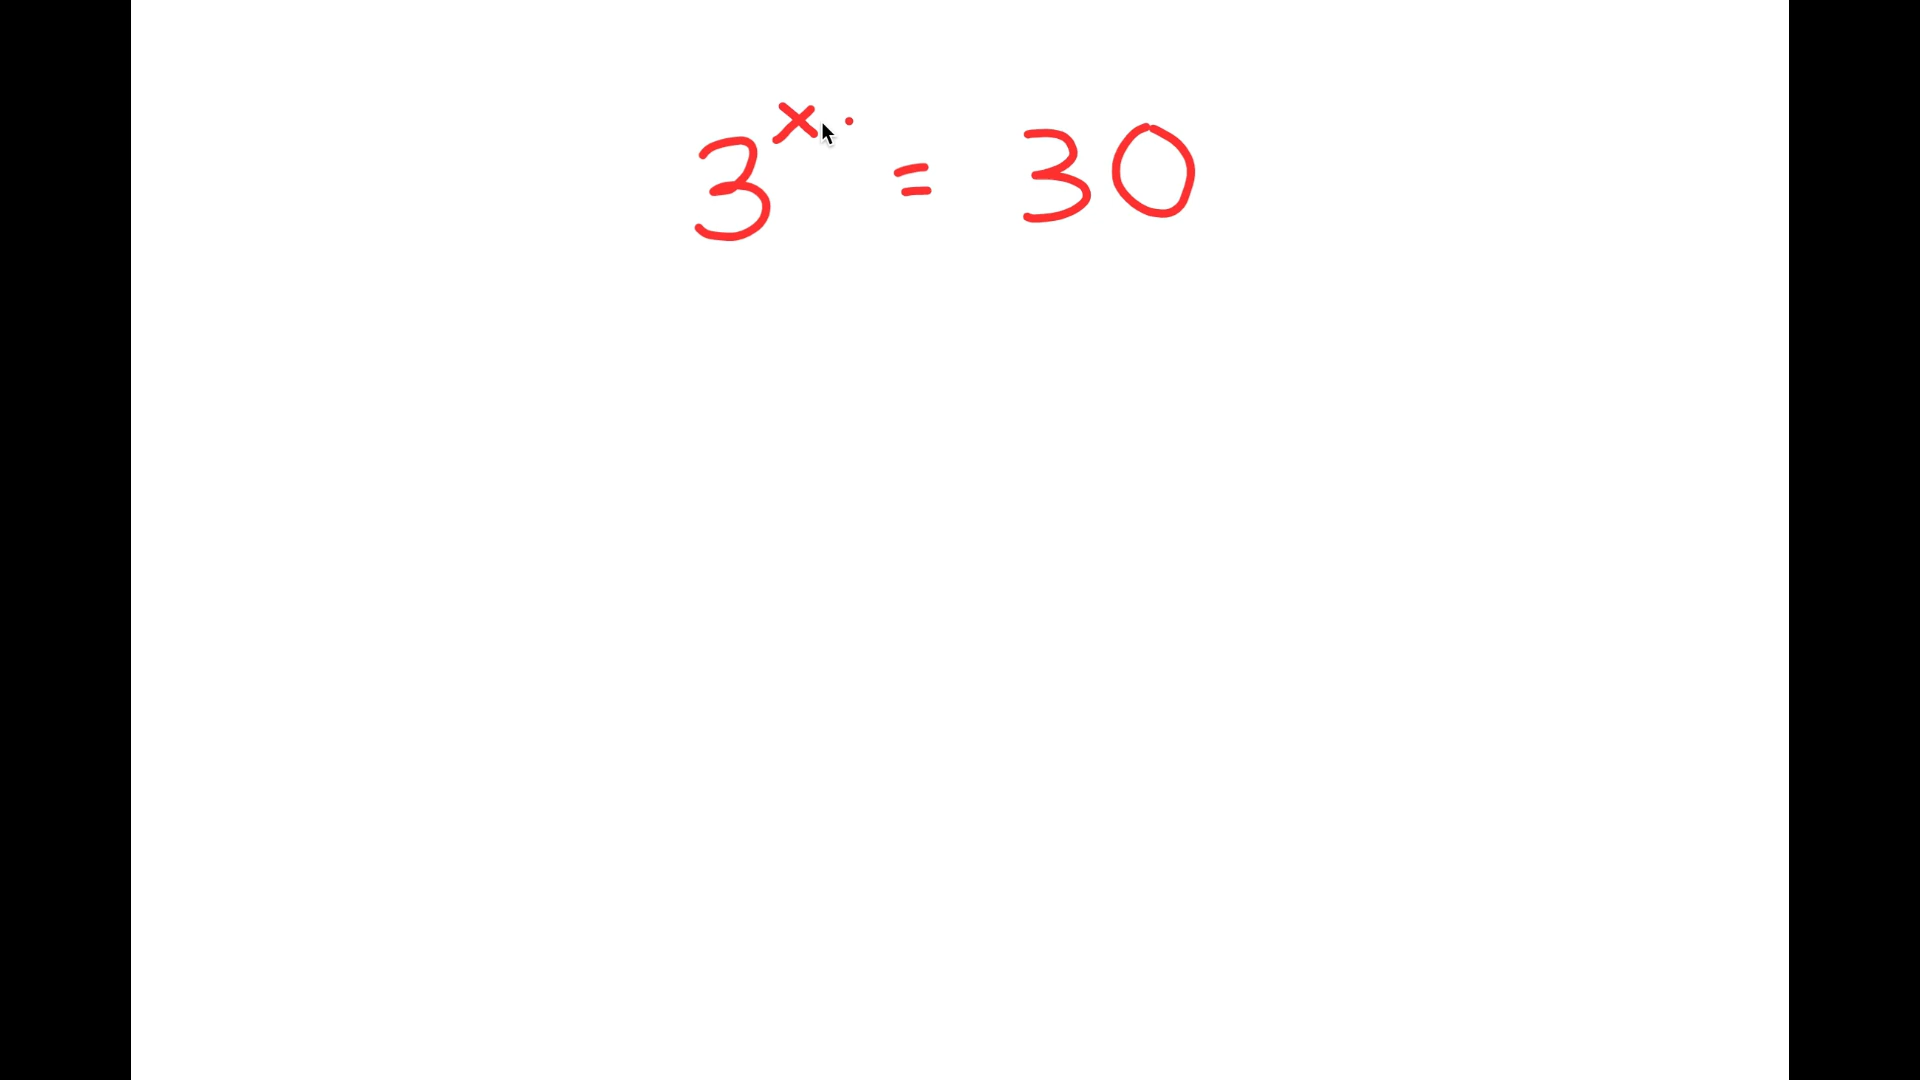 3^x · = 30